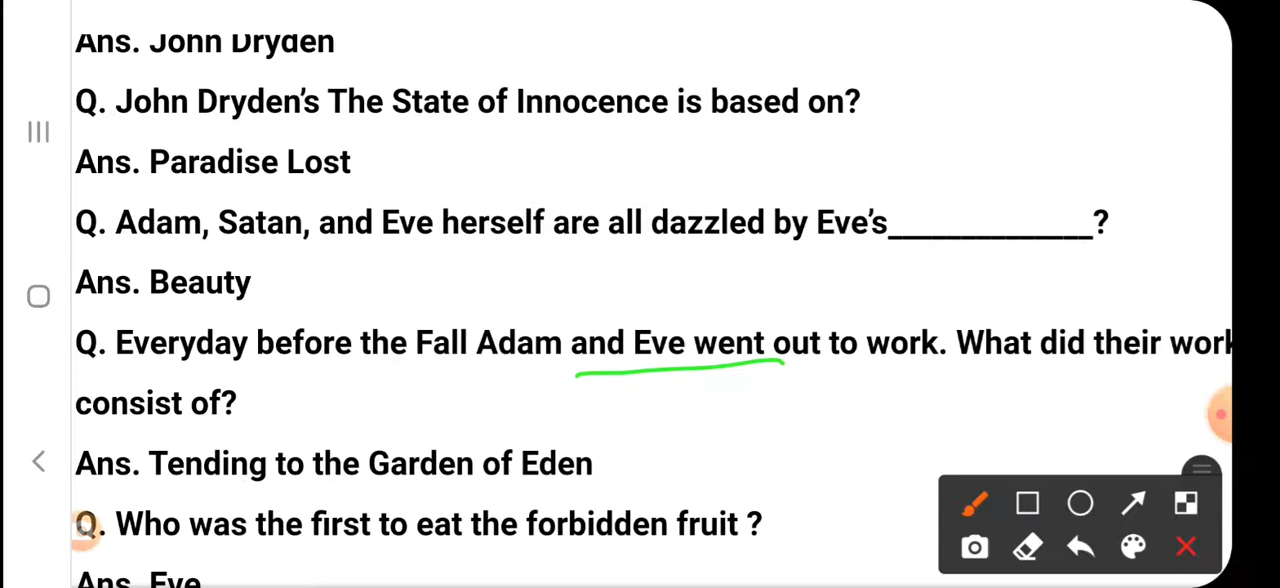 Ans. John Dryden
Q. John Dryden's The State of Innocence is based on?
Ans. Paradise Lost
Q. Adam, Satan, and Eve herself are all dazzled by Eve's______________?
Ans. Beauty
Q. Everyday before the Fall Adam and Eve went out to work. What did their work
consist of?
Ans. Tending to the Garden of Eden
Q. Who was the first to eat the forbidden fruit ?
Ans. Eve